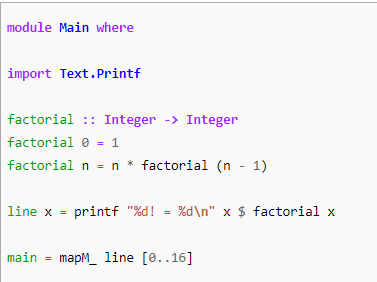 module Main where
import Text.Printf
factorial :: Integer -> Integer
factorial 0 = 1
factorial n = n * factorial (n - 1)
line x = printf "%d! = %d\n" x $ factorial x
main = mapM_ line [0..16]